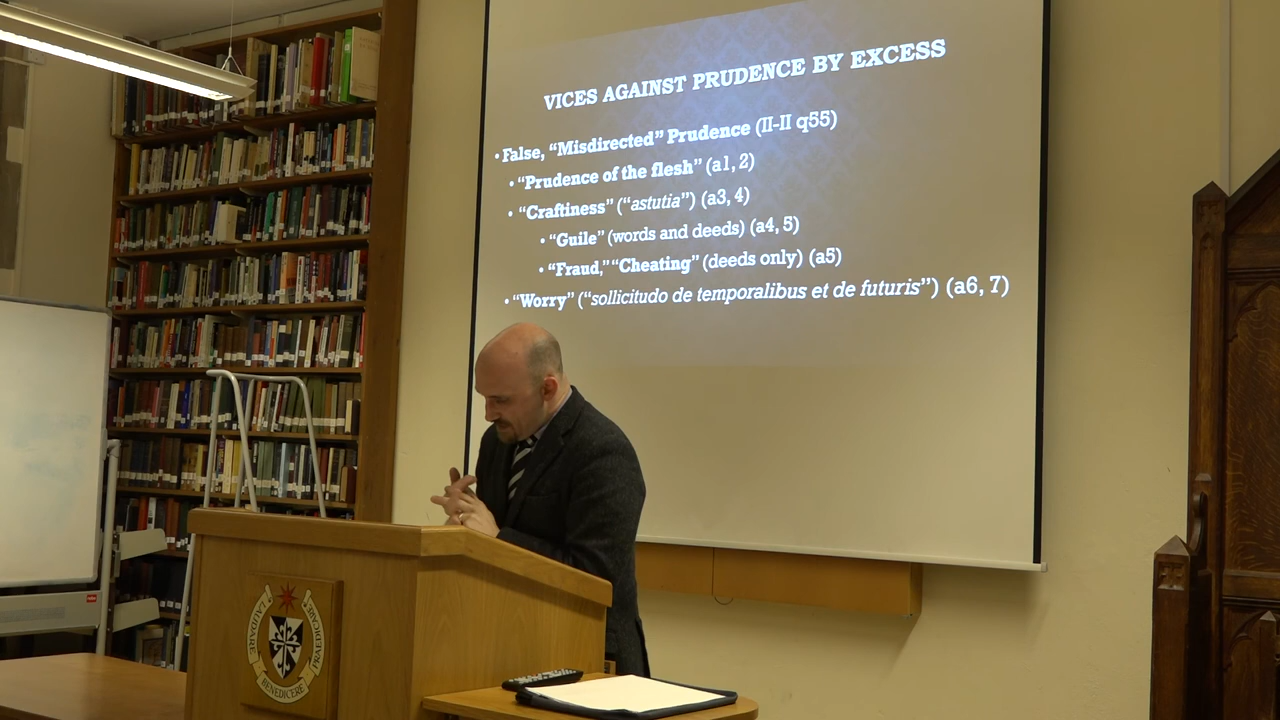 VICES AGAINST PRUDENCE BY EXCESS
• False, “Misdirected” Prudence (II-II q55)
• “Prudence of the flesh” (a1, 2)
• “Craftiness” (“astutia”) (a3, 4)
• “Guile” (words and deeds) (a4, 5)
• “Fraud,” “Cheating” (deeds only) (a5)
• “Worry” (“sollicitudo de temporalibus et de futuris”) (a6, 7)
LAUDARE
BENEDICERE
PRAEDICARE